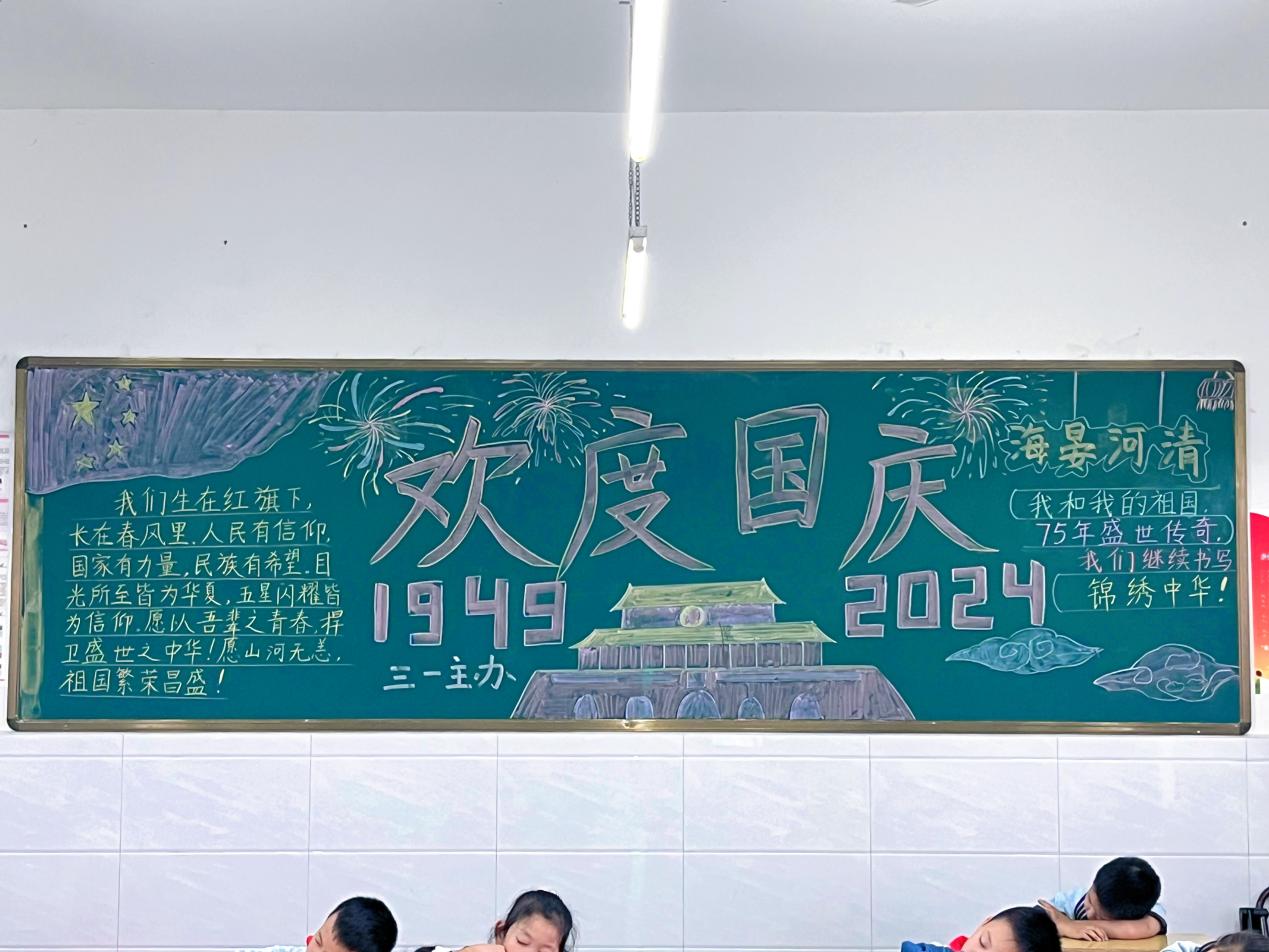 欢度国庆
1949 2024
三一主办
我们生在红旗下,
长在春风里.人民有信仰.
国家有力量,民族有希望.目
光所至皆为华夏,五星闪耀皆
为信仰.愿以吾辈之青春.捍
卫盛世之中华!愿山河无恙.
祖国繁荣昌盛!
海晏河清
我和我的祖国.
75年盛世传奇.
我们继续书写
锦绣中华!